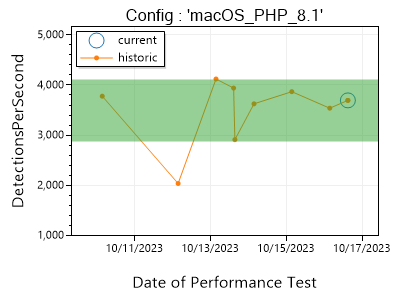 Config : 'macOS_PHP_8.1'
current
historic
DetectionsPerSecond
5,000
4,000
3,000
2,000
1,000
10/11/2023
10/13/2023
10/15/2023
10/17/2023
Date of Performance Test